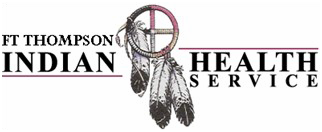 FT THOMPSON
INDIAN HEALTH
SERVICE